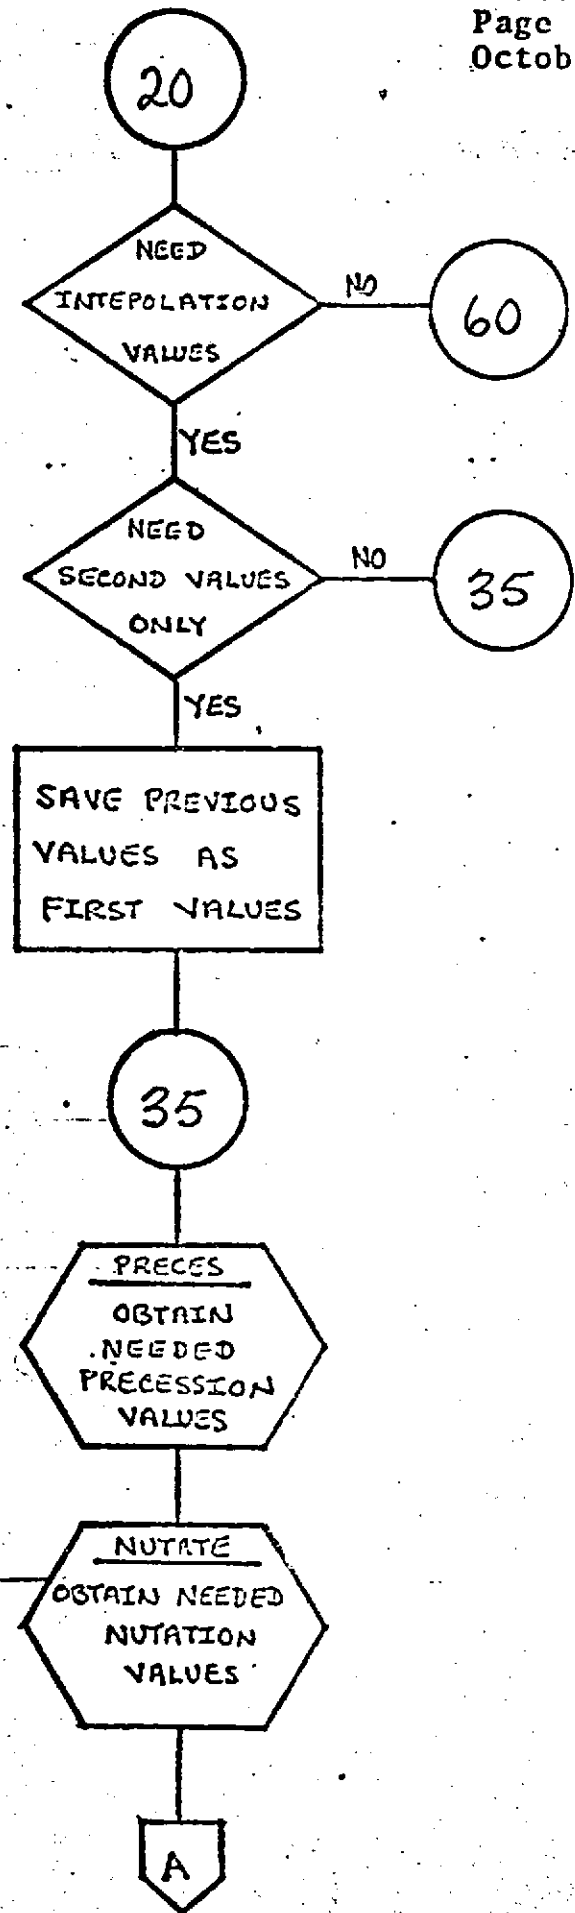 Page
Octob
20
NEED
INTEPOLATION
VALUES
NO
60
YES
NEED
SECOND VALUES
ONLY
NO
35
YES
SAVE PREVIOUS
VALUES AS
FIRST VALUES
35
PRECES
OBTAIN
NEEDED
PRECESSION
VALUES
NUTATE
OBTAIN NEEDED
NUTATION
VALUES
A